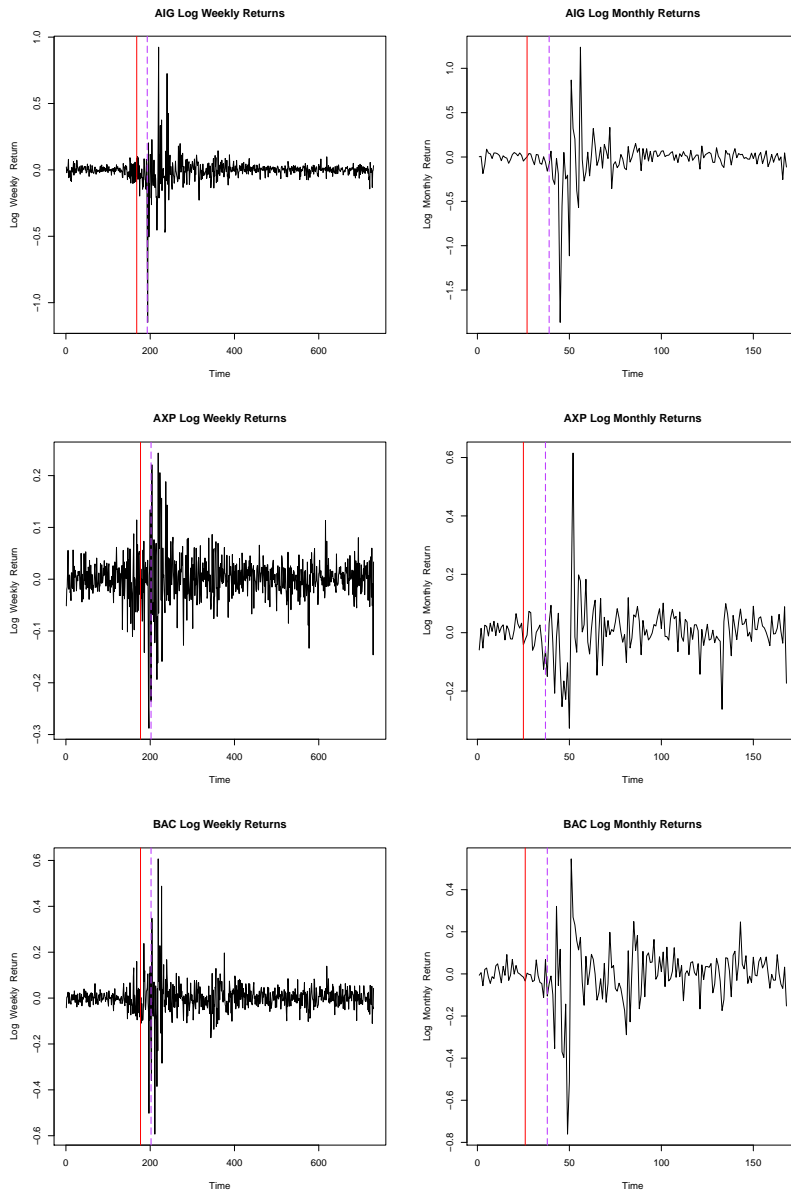 AIG Log Weekly Returns
Log Weekly Return
1.0
0.5
0.0
−0.5
−1.0
0 200 400 600
Time
AIG Log Monthly Returns
Log Monthly Return
1.0
0.5
0.0
−0.5
−1.0
−1.5
0 50 100 150
Time
AXP Log Weekly Returns
Log Weekly Return
0.2
0.1
0.0
−0.1
−0.2
−0.3
0 200 400 600
Time
AXP Log Monthly Returns
Log Monthly Return
0.6
0.4
0.2
0.0
−0.2
0 50 100 150
Time
BAC Log Weekly Returns
Log Weekly Return
0.6
0.4
0.2
0.0
−0.2
−0.4
−0.6
0 200 400 600
Time
BAC Log Monthly Returns
Log Monthly Return
0.4
0.2
0.0
−0.2
−0.4
−0.6
−0.8
0 50 100 150
Time